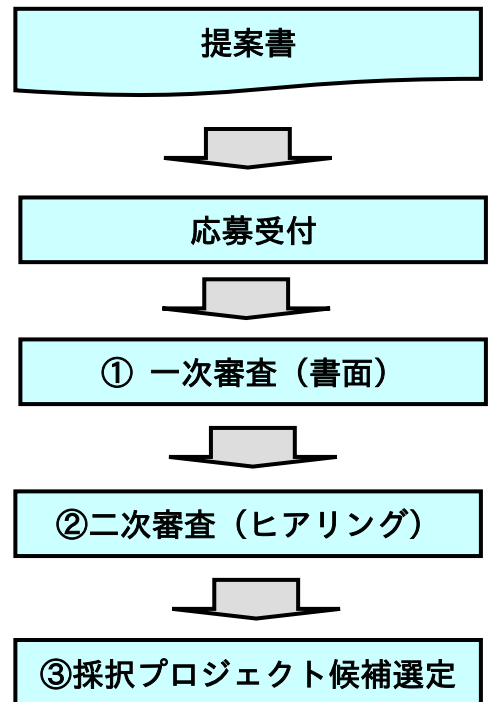 提案書
応募受付
① 一次審査（書面）
②二次審査（ヒアリング）
③採択プロジェクト候補選定